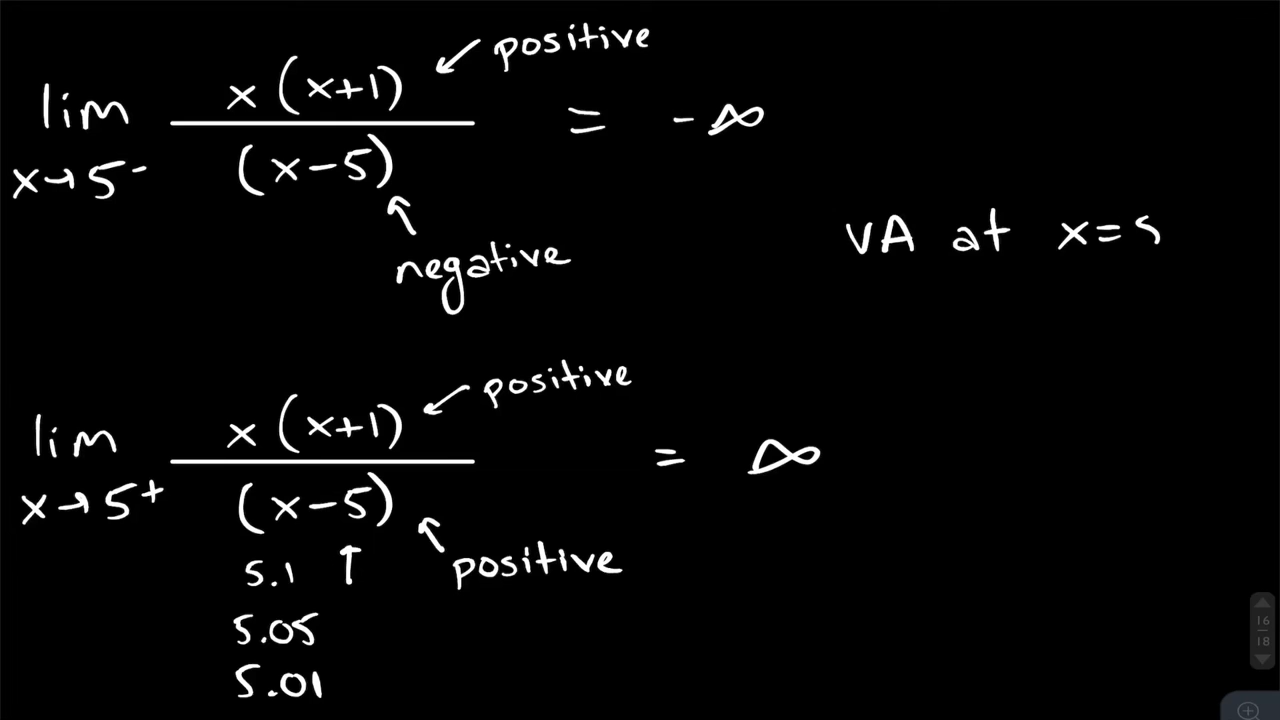 lim x→5⁻ x(x+1) / (x-5) = -∞
positive
negative
VA at x=5
lim x→5⁺ x(x+1) / (x-5) = ∞
positive
positive
5.1
5.05
5.01
16
18